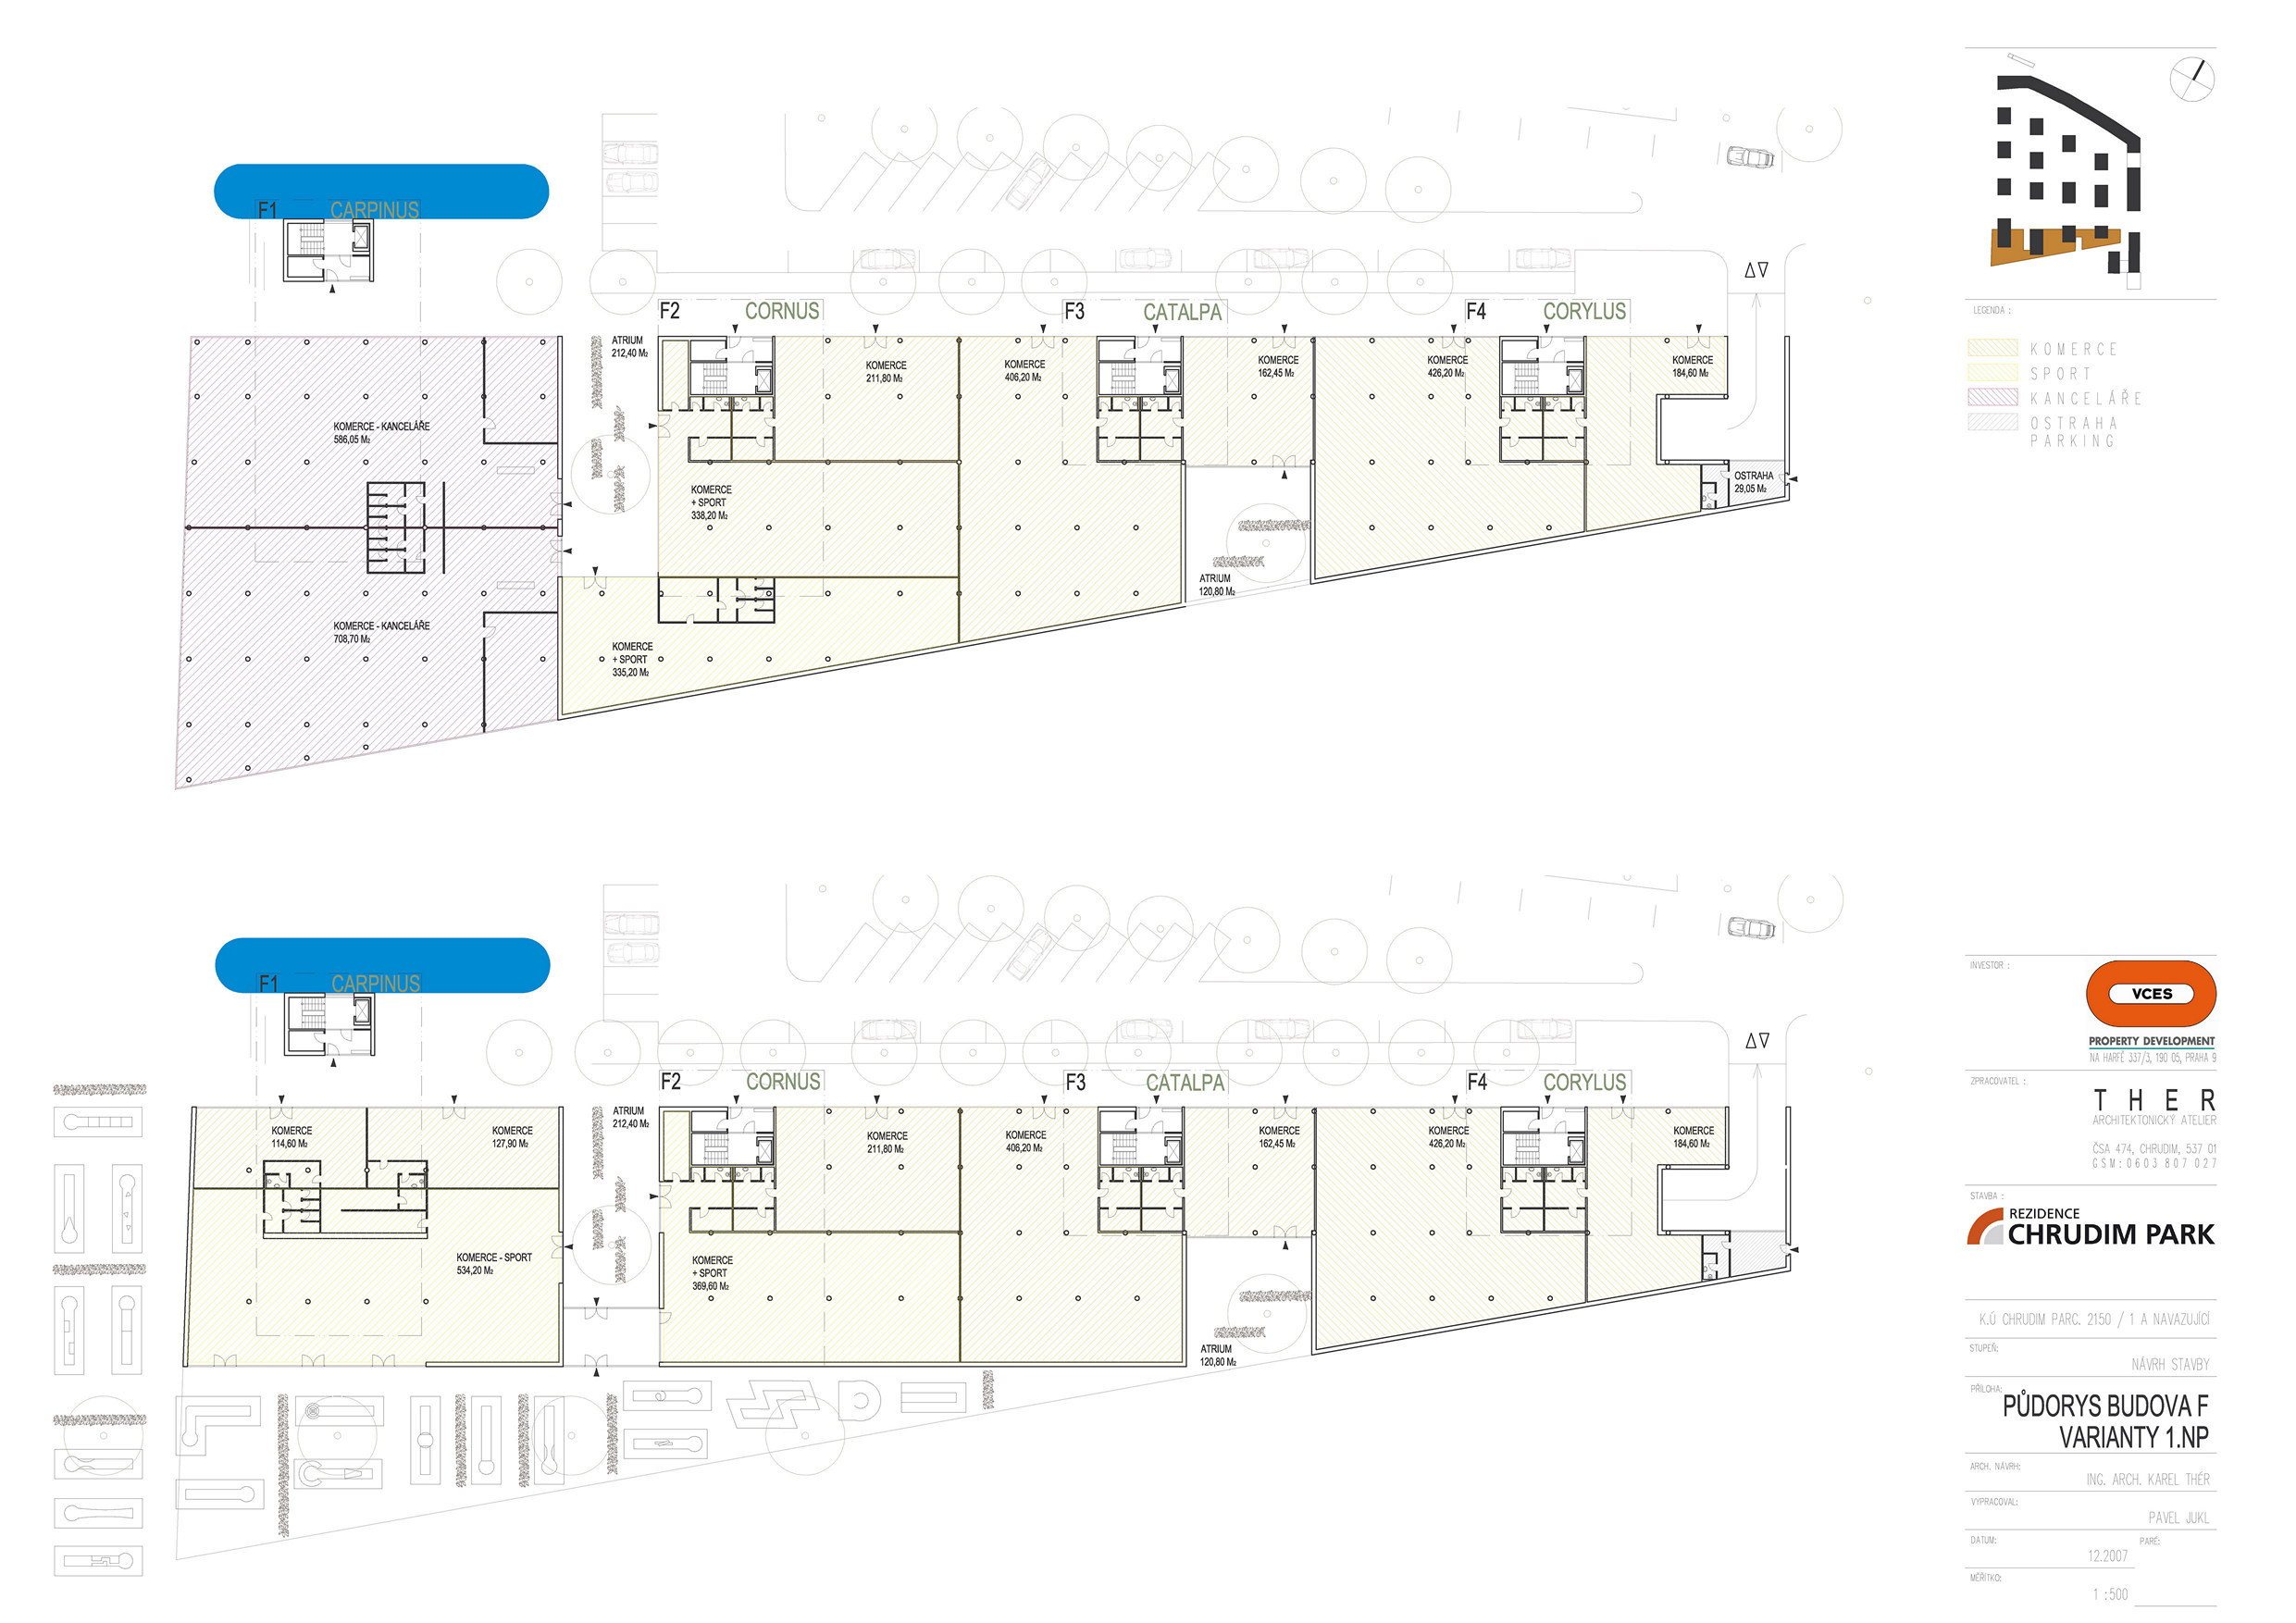 F1 CARPINUS
F2 CORNUS
F3 CATALPA
F4 CORYLUS
ATRIUM
212,40 M2
KOMERCE
211,80 M2
KOMERCE
406,20 M2
KOMERCE
162,45 M2
KOMERCE
426,20 M2
KOMERCE
184,60 M2
KOMERCE - KANCELÁŘE
586,05 M2
KOMERCE
+ SPORT
338,20 M2
OSTRAHA
29,05 M2
ATRIUM
120,80 M2
KOMERCE - KANCELÁŘE
708,70 M2
KOMERCE
+ SPORT
335,20 M2
F1 CARPINUS
F2 CORNUS
F3 CATALPA
F4 CORYLUS
KOMERCE
114,60 M2
KOMERCE
127,90 M2
ATRIUM
212,40 M2
KOMERCE
211,80 M2
KOMERCE
406,20 M2
KOMERCE
162,45 M2
KOMERCE
426,20 M2
KOMERCE
184,60 M2
KOMERCE - SPORT
534,20 M2
KOMERCE
+ SPORT
369,60 M2
ATRIUM
120,80 M2
LEGENDA :
KOMERCE
SPORT
KANCELÁŘE
OSTRAHA
PARKING
INVESTOR :
VCES
PROPERTY DEVELOPMENT
NA HARFĚ 337/3, 190 05, PRAHA 9
ZPRACOVATEL :
THER
ARCHITEKTONICKÝ ATELIER
ČSA 474, CHRUDIM, 537 01
GSM:0603 807 027
STAVBA :
REZIDENCE
CHRUDIM PARK
K.Ú CHRUDIM PARC. 2150 / 1 A NAVAZUJÍCÍ
STUPEŇ:
NÁVRH STAVBY
PŘÍLOHA:
PŮDORYS BUDOVA F
VARIANTY 1.NP
ARCH. NÁVRH:
ING. ARCH. KAREL THÉR
VYPRACOVAL:
PAVEL JUKL
DATUM:
PARÉ:
12.2007
MĚŘÍTKO:
1 :500